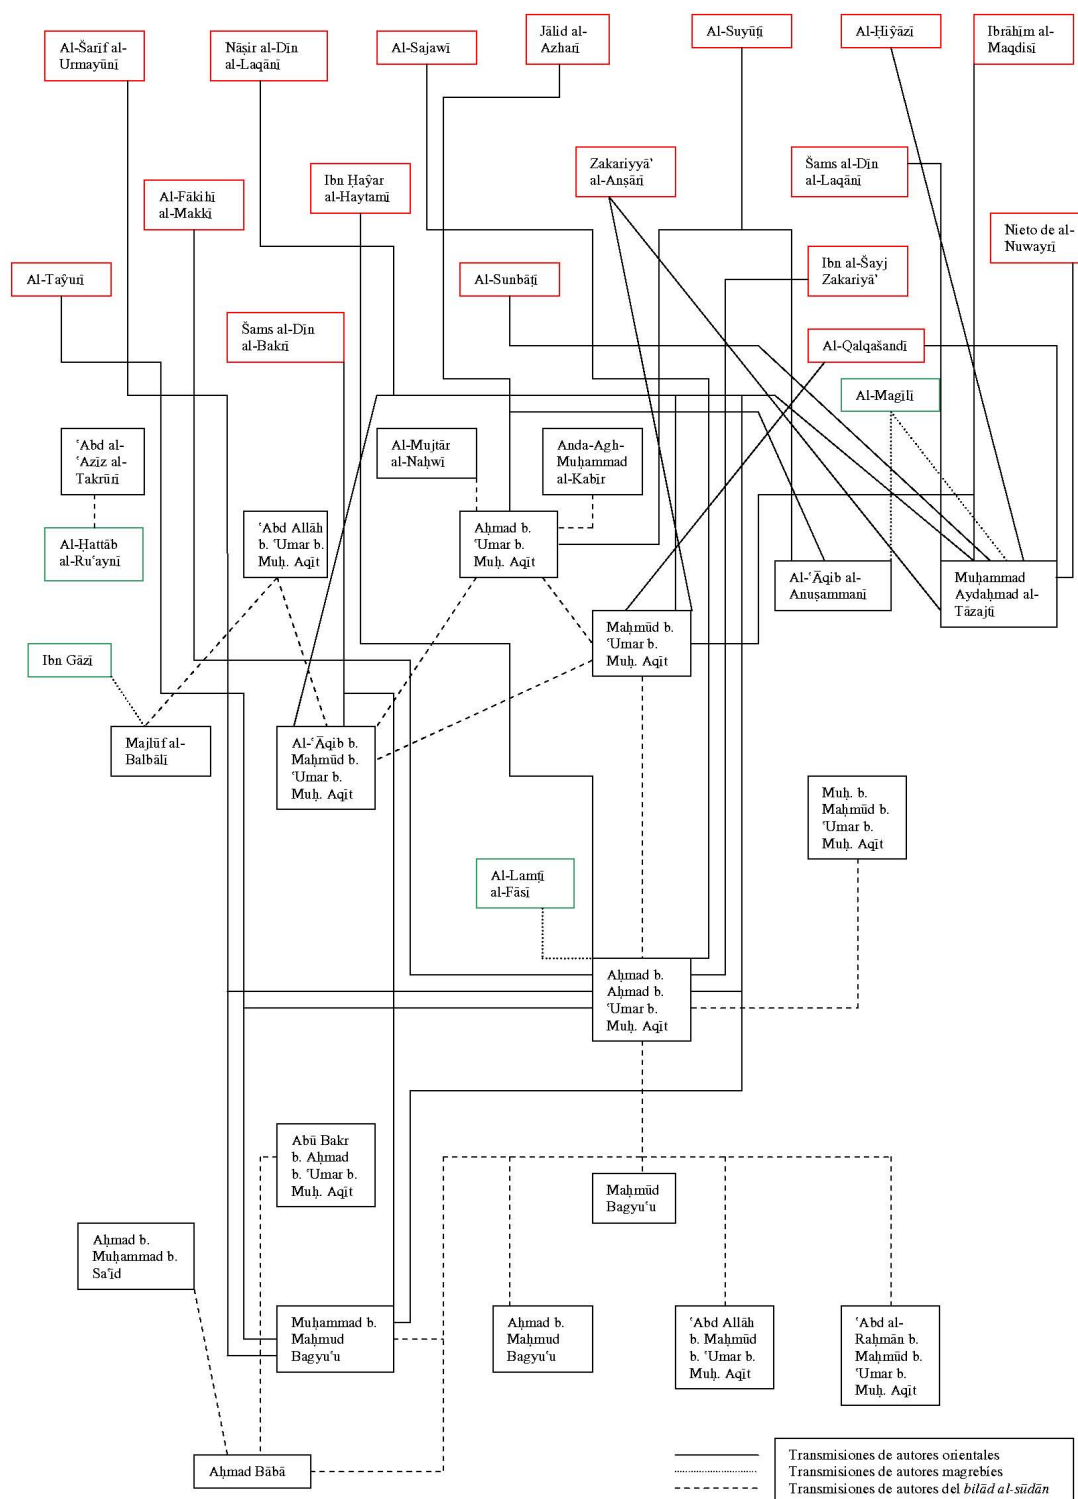 Al-Šarīf al-
Urmayūnī
Nāṣir al-Dīn
al-Laqānī
Al-Sajawī
Jālid al-
Azharī
Al-Suyūṭī
Al-Ḥiŷāzī
Ibrāhīm al-
Maqdisī
Zakariyyā’
al-Anṣārī
Šams al-Dīn
al-Laqānī
Al-Fākihī
al-Makkī
Ibn Ḥaŷar
al-Haytamī
Nieto de al-
Nuwayrī
Al-Taŷurī
Al-Sunbāṭī
Ibn al-Šayj
Zakariyā’
Šams al-Dīn
al-Bakrī
Al-Qalqašandī
Al-Magīlī
‘Abd al-
‘Azīz al-
Takrūrī
Al-Mujtār
al-Naḥwī
Anda-Agh-
Muḥammad
al-Kabīr
Al-Ḥattāb
al-Ru‘aynī
‘Abd Allāh
b. ‘Umar b.
Muḥ. Aqīt
Aḥmad b.
‘Umar b.
Muḥ. Aqīt
Al-‘Āqib al-
Anuṣammanī
Muḥammad
Aydaḥmad al-
Tāzajtī
Maḥmūd b.
‘Umar b.
Muḥ. Aqīt
Ibn Gāzī
Majlūf al-
Balbālī
Al-‘Āqib b.
Maḥmūd b.
‘Umar b.
Muḥ. Aqīt
Muḥ. b.
Maḥmūd b.
‘Umar b.
Muḥ. Aqīt
Al-Lamṭī
al-Fāsī
Aḥmad b.
Aḥmad b.
‘Umar b.
Muḥ. Aqīt
Abū Bakr
b. Aḥmad
b. ‘Umar b.
Muḥ. Aqīt
Maḥmūd
Bagyu‘u
Aḥmad b.
Muḥammad b.
Sa‘īd
Muḥammad b.
Maḥmud
Bagyu‘u
Aḥmad b.
Maḥmud
Bagyu‘u
‘Abd Allāh
b. Maḥmūd
b. ‘Umar b.
Muḥ. Aqīt
‘Abd al-
Raḥmān b.
Maḥmūd b.
‘Umar b.
Muḥ. Aqīt
Aḥmad Bābā
Transmisiones de autores orientales
Transmisiones de autores magrebíes
Transmisiones de autores del bilād al-sūdān